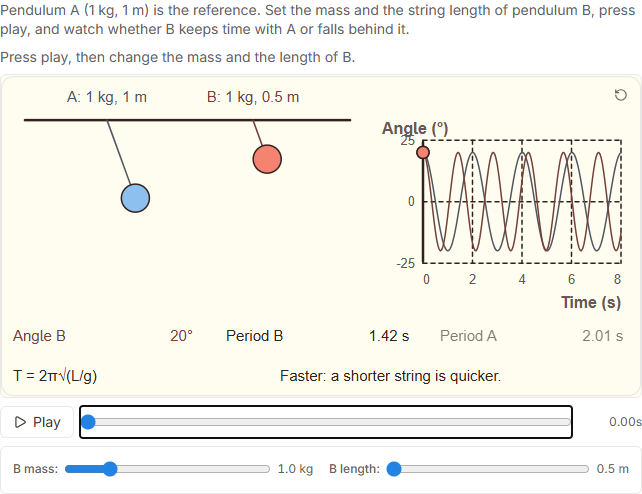 Pendulum A (1 kg, 1 m) is the reference. Set the mass and the string length of pendulum B, press
play, and watch whether B keeps time with A or falls behind it.
Press play, then change the mass and the length of B.
A: 1 kg, 1 m
B: 1 kg, 0.5 m
Angle (°)
25
0
-25
0 2 4 6 8
Time (s)
Angle B 20° Period B 1.42 s Period A 2.01 s
T = 2π√(L/g) Faster: a shorter string is quicker.
Play 0.00s
B mass: 1.0 kg B length: 0.5 m